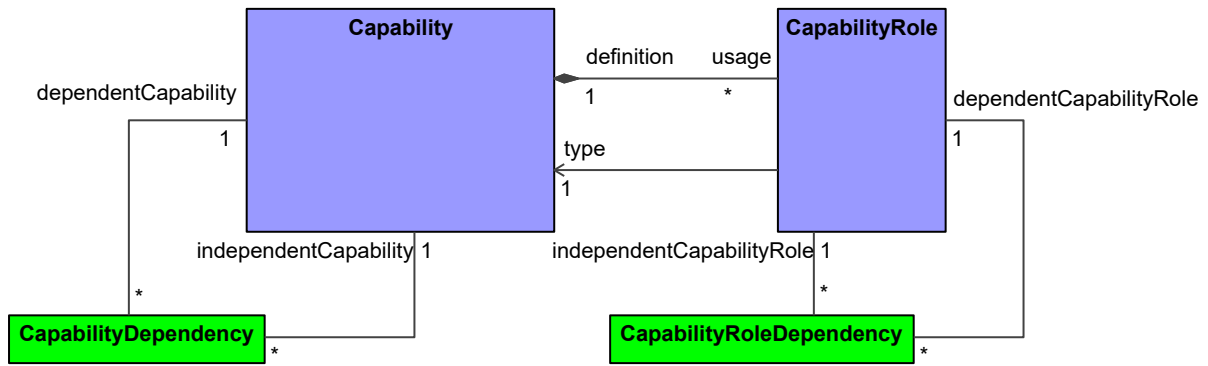 Capability
CapabilityRole
definition
usage
1
*
dependentCapability
1
dependentCapabilityRole
1
type
1
independentCapability
1
independentCapabilityRole
1
*
*
CapabilityDependency
*
CapabilityRoleDependency
*